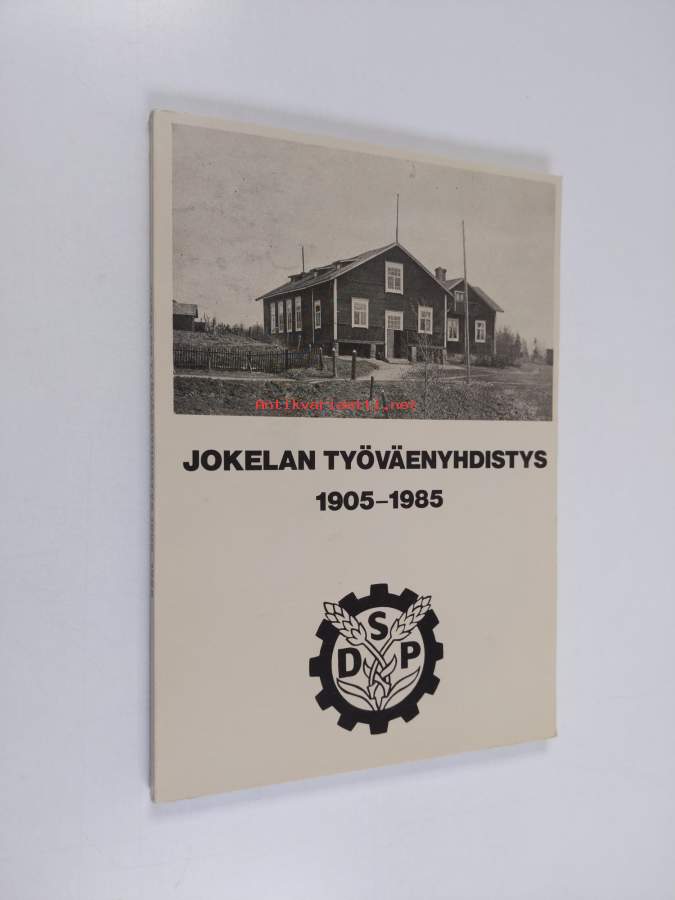 Antikvariaatti.net
JOKELAN TYÖVÄENYHDISTYS
1905–1985
S
D P